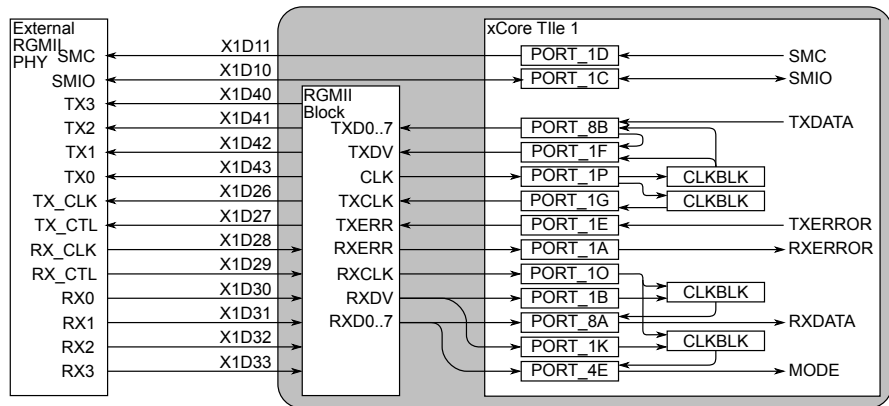 External
RGMII
PHY
xCore TIle 1
SMC X1D11 PORT_1D SMC
SMIO X1D10 PORT_1C SMIO
TX3 X1D40 RGMII
Block
TX2 X1D41 TXD0..7 PORT_8B TXDATA
TX1 X1D42 TXDV PORT_1F
TX0 X1D43 CLK PORT_1P CLKBLK
TX_CLK X1D26 TXCLK PORT_1G CLKBLK
TX_CTL X1D27 TXERR PORT_1E TXERROR
RX_CLK X1D28 RXERR PORT_1A RXERROR
RX_CTL X1D29 RXCLK PORT_1O
RX0 X1D30 RXDV PORT_1B CLKBLK
RX1 X1D31 RXD0..7 PORT_8A RXDATA
RX2 X1D32 PORT_1K CLKBLK
RX3 X1D33 PORT_4E MODE